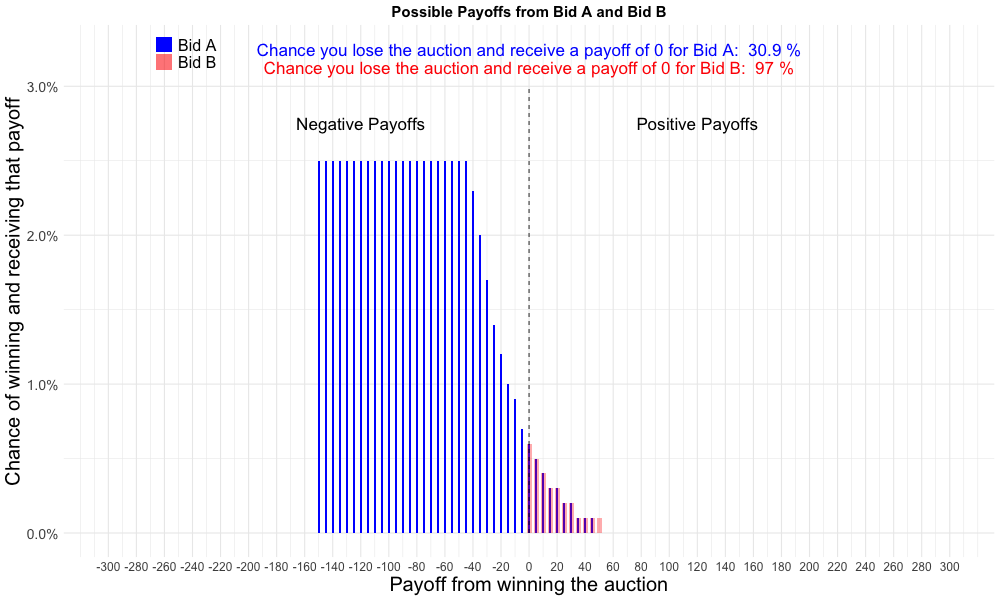 Possible Payoffs from Bid A and Bid B
Bid A
Bid B
Chance you lose the auction and receive a payoff of 0 for Bid A:  30.9 %
Chance you lose the auction and receive a payoff of 0 for Bid B:  97 %
Negative Payoffs
Positive Payoffs
Chance of winning and receiving that payoff
3.0%
2.0%
1.0%
0.0%
-300 -280 -260 -240 -220 -200 -180 -160 -140 -120 -100 -80 -60 -40 -20 0 20 40 60 80 100 120 140 160 180 200 220 240 260 280 300
Payoff from winning the auction